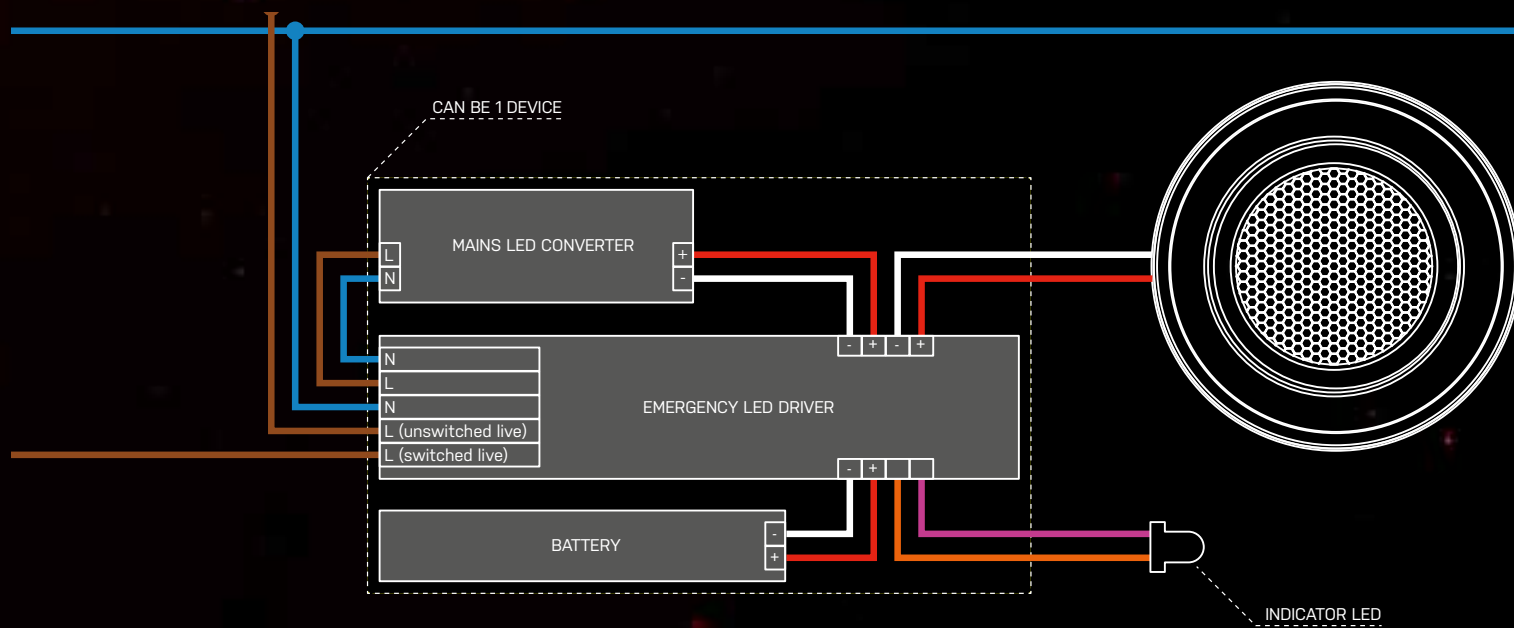 CAN BE 1 DEVICE
MAINS LED CONVERTER
L
N
+
-
- + - +
N
L
N
L (unswitched live)
L (switched live)
EMERGENCY LED DRIVER
- +
BATTERY
-
+
INDICATOR LED